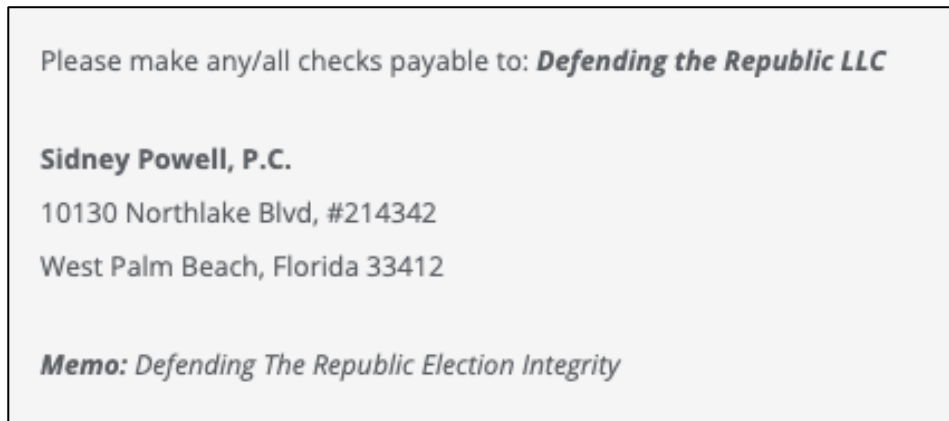 Please make any/all checks payable to: Defending the Republic LLC
Sidney Powell, P.C.
10130 Northlake Blvd, #214342
West Palm Beach, Florida 33412
Memo: Defending The Republic Election Integrity